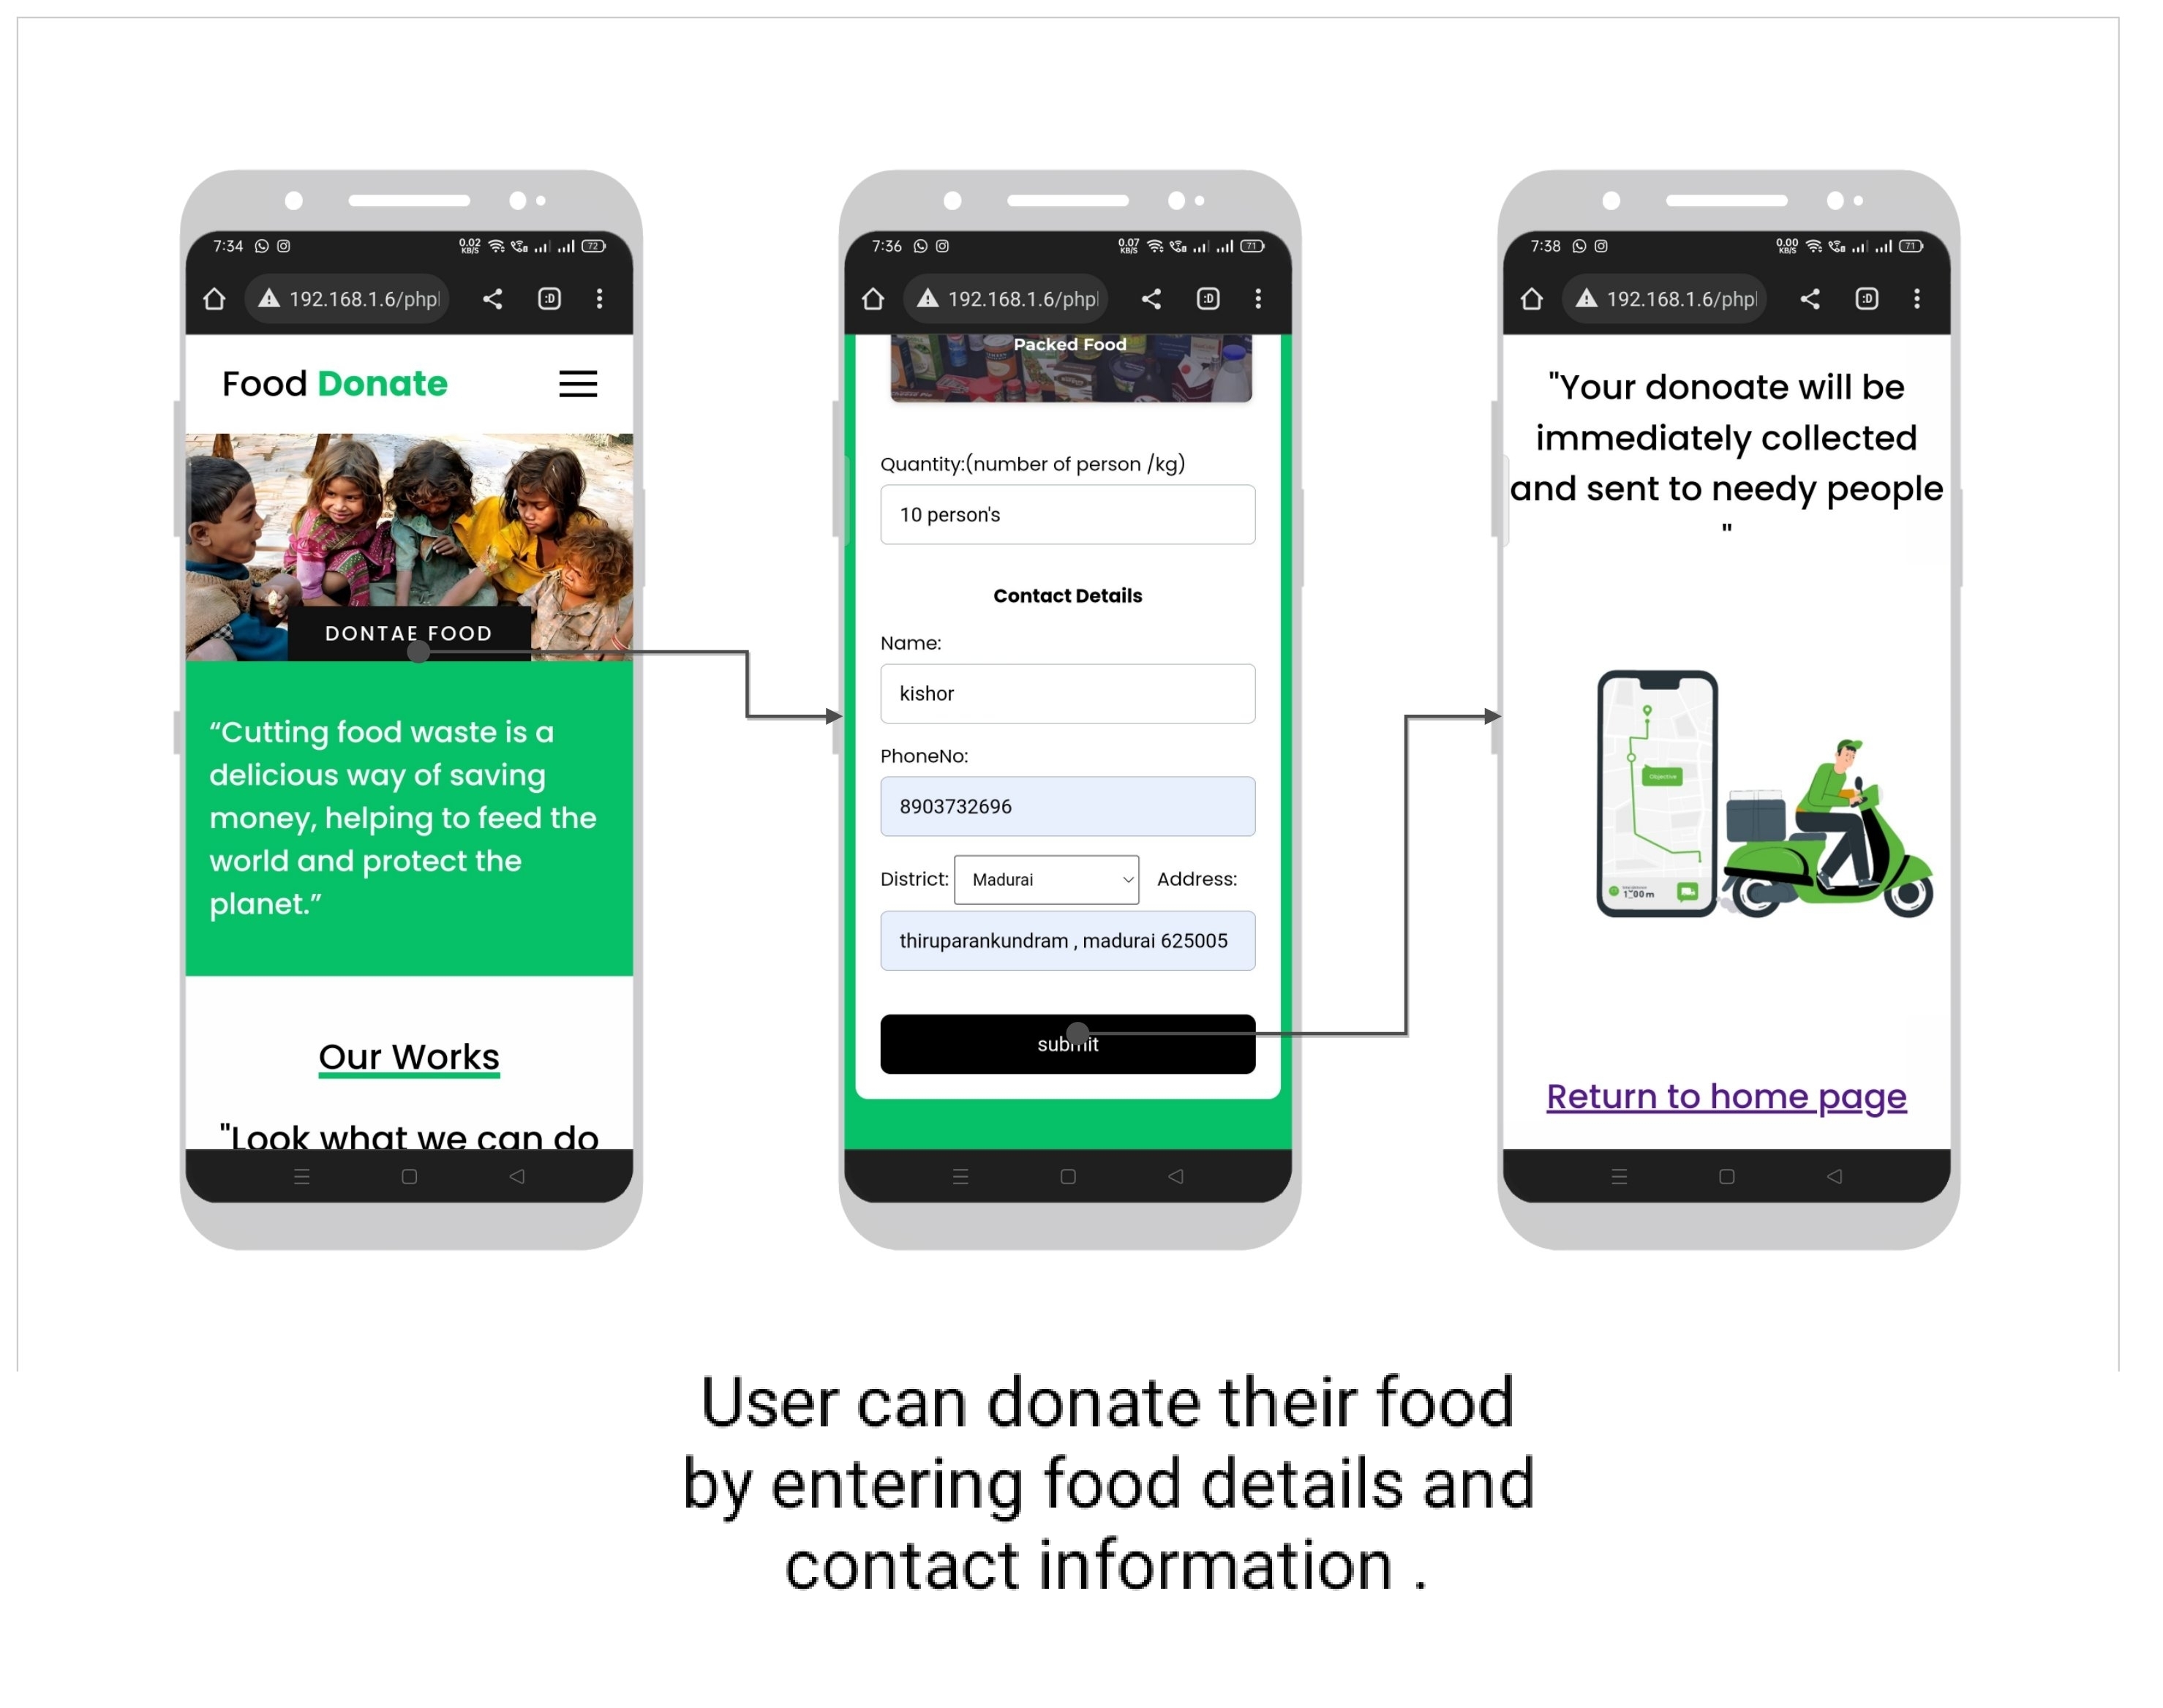 7:34
0.02
KB/S
72
192.168.1.6/php
Food Donate
DONTAE FOOD
“Cutting food waste is a
delicious way of saving
money, helping to feed the
world and protect the
planet.”
Our Works
"Look what we can do
7:36
0.07
KB/S
71
:D
192.168.1.6/php
:D
Packed Food
Quantity:(number of person /kg)
10 person's
Contact Details
Name:
kishor
PhoneNo:
8903732696
District: Madurai Address:
thiruparankundram , madurai 625005
submit
7:38
0.00
KB/S
71
192.168.1.6/php
:D
"Your donoate will be
immediately collected
and sent to needy people
"
Objective
Return to home page
User can donate their food
by entering food details and
contact information .